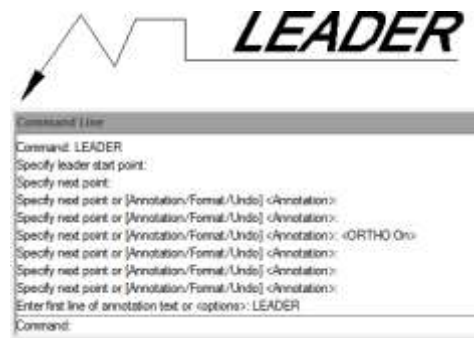 LEADER
Command Line
Command: LEADER
Specify leader start point:
Specify next point:
Specify next point or [Annotation/Format/Undo] <Annotation>:
Specify next point or [Annotation/Format/Undo] <Annotation>:
Specify next point or [Annotation/Format/Undo] <Annotation>: <ORTHO On>
Specify next point or [Annotation/Format/Undo] <Annotation>:
Specify next point or [Annotation/Format/Undo] <Annotation>:
Specify next point or [Annotation/Format/Undo] <Annotation>:
Enter first line of annotation text or <options>: LEADER
Command: